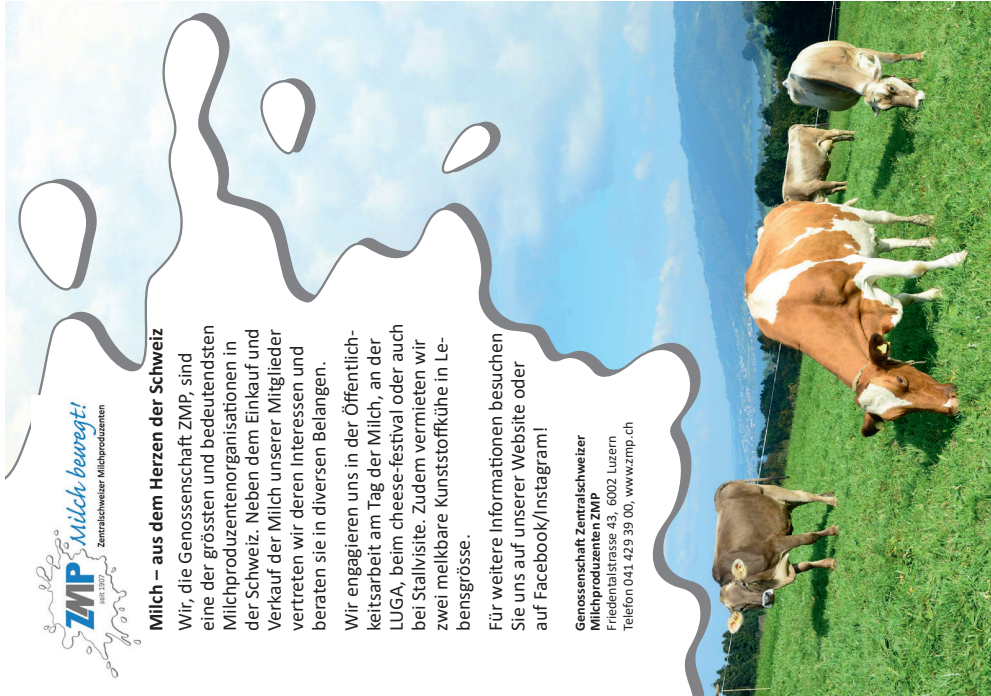 ZMP
seit 1907
Milch bewegt!
Zentralschweizer Milchproduzenten
Milch – aus dem Herzen der Schweiz
Wir, die Genossenschaft ZMP, sind
eine der grössten und bedeutendsten
Milchproduzentenorganisationen in
der Schweiz. Neben dem Einkauf und
Verkauf der Milch unserer Mitglieder
vertreten wir deren Interessen und
beraten sie in diversen Belangen.
Wir engagieren uns in der Öffentlich-
keitsarbeit am Tag der Milch, an der
LUGA, beim cheese-festival oder auch
bei Stallvisite. Zudem vermieten wir
zwei melkbare Kunststoffkühe in Le-
bensgrösse.
Für weitere Informationen besuchen
Sie uns auf unserer Website oder
auf Facebook/Instagram!
Genossenschaft Zentralschweizer
Milchproduzenten ZMP
Friedentalstrasse 43, 6002 Luzern
Telefon 041 429 39 00, www.zmp.ch